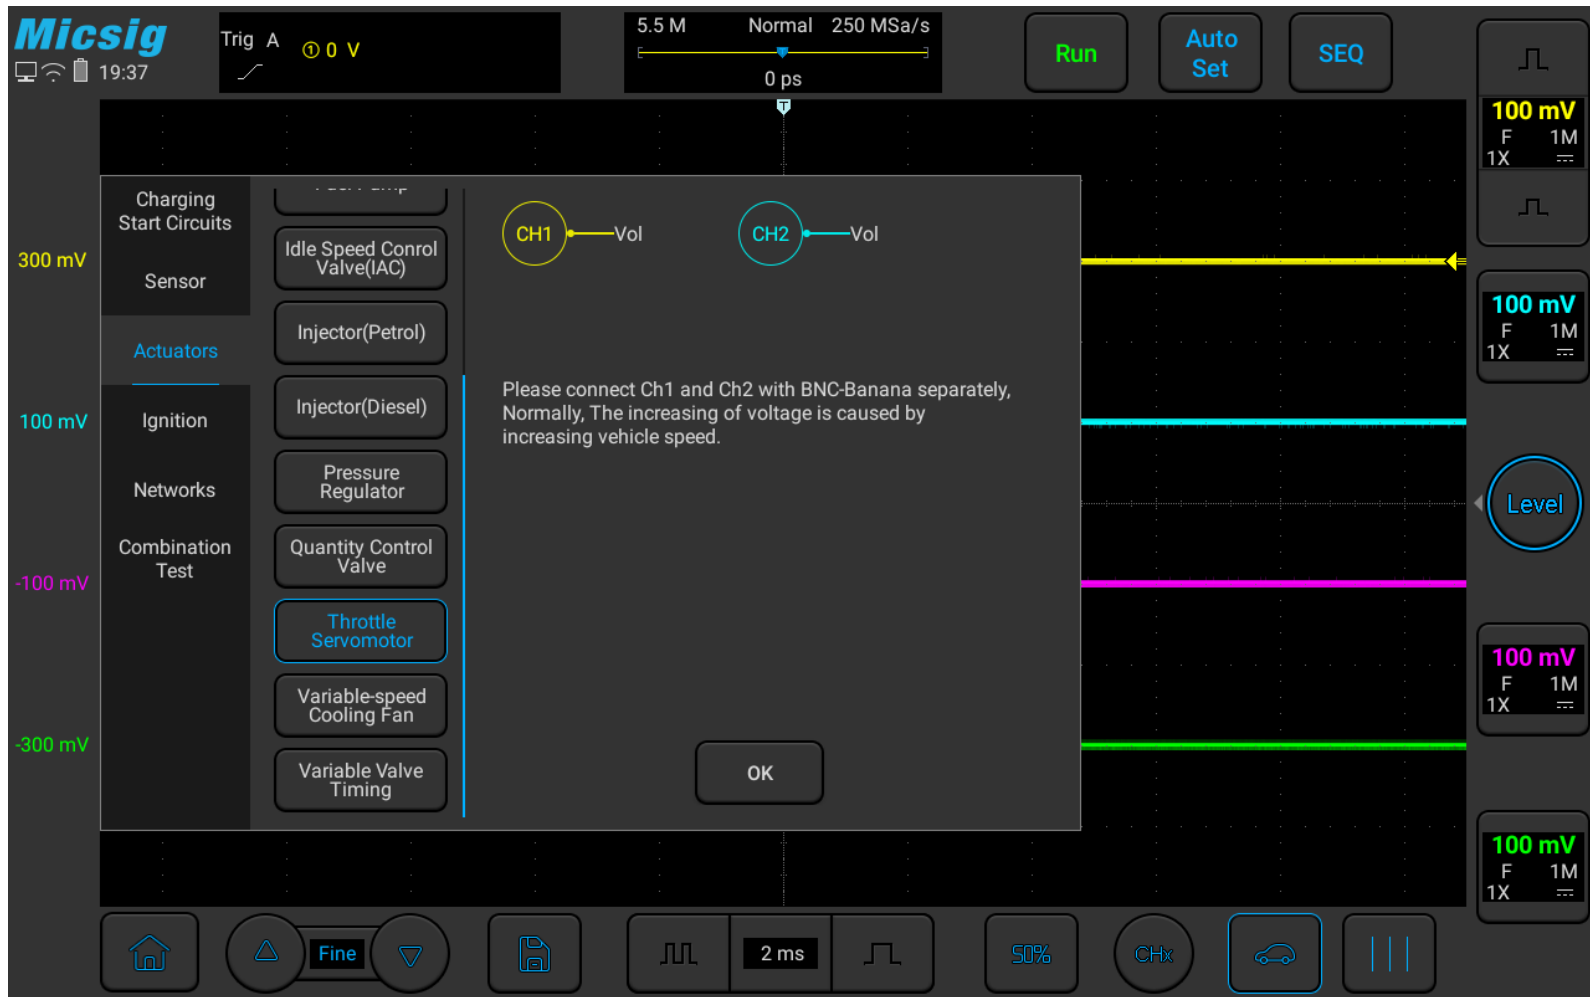 Micsig
19:37
Trig A
① 0 V
5.5 M Normal 250 MSa/s
0 ps
Run
Auto
Set
SEQ
T
100 mV
F 1M
1X
100 mV
F 1M
1X
100 mV
F 1M
1X
100 mV
F 1M
1X
Level
300 mV
100 mV
-100 mV
-300 mV
Charging
Start Circuits
Sensor
Actuators
Ignition
Networks
Combination
Test
Idle Speed Conrol
Valve(IAC)
Injector(Petrol)
Injector(Diesel)
Pressure
Regulator
Quantity Control
Valve
Throttle
Servomotor
Variable-speed
Cooling Fan
Variable Valve
Timing
CH1 Vol
CH2 Vol
Please connect Ch1 and Ch2 with BNC-Banana separately,
Normally, The increasing of voltage is caused by
increasing vehicle speed.
OK
Fine
2 ms
50%
CHx